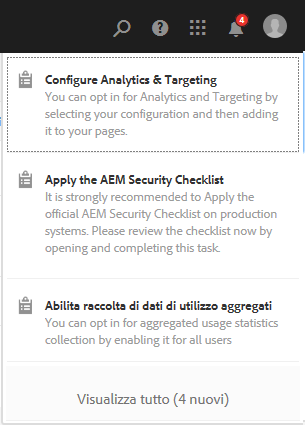 4
Configure Analytics & Targeting
You can opt in for Analytics and Targeting by
selecting your configuration and then adding
it to your pages.
Apply the AEM Security Checklist
It is strongly recommended to Apply the
official AEM Security Checklist on production
systems. Please review the checklist now by
opening and completing this task.
Abilita raccolta di dati di utilizzo aggregati
You can opt in for aggregated usage statistics
collection by enabling it for all users
Visualizza tutto (4 nuovi)